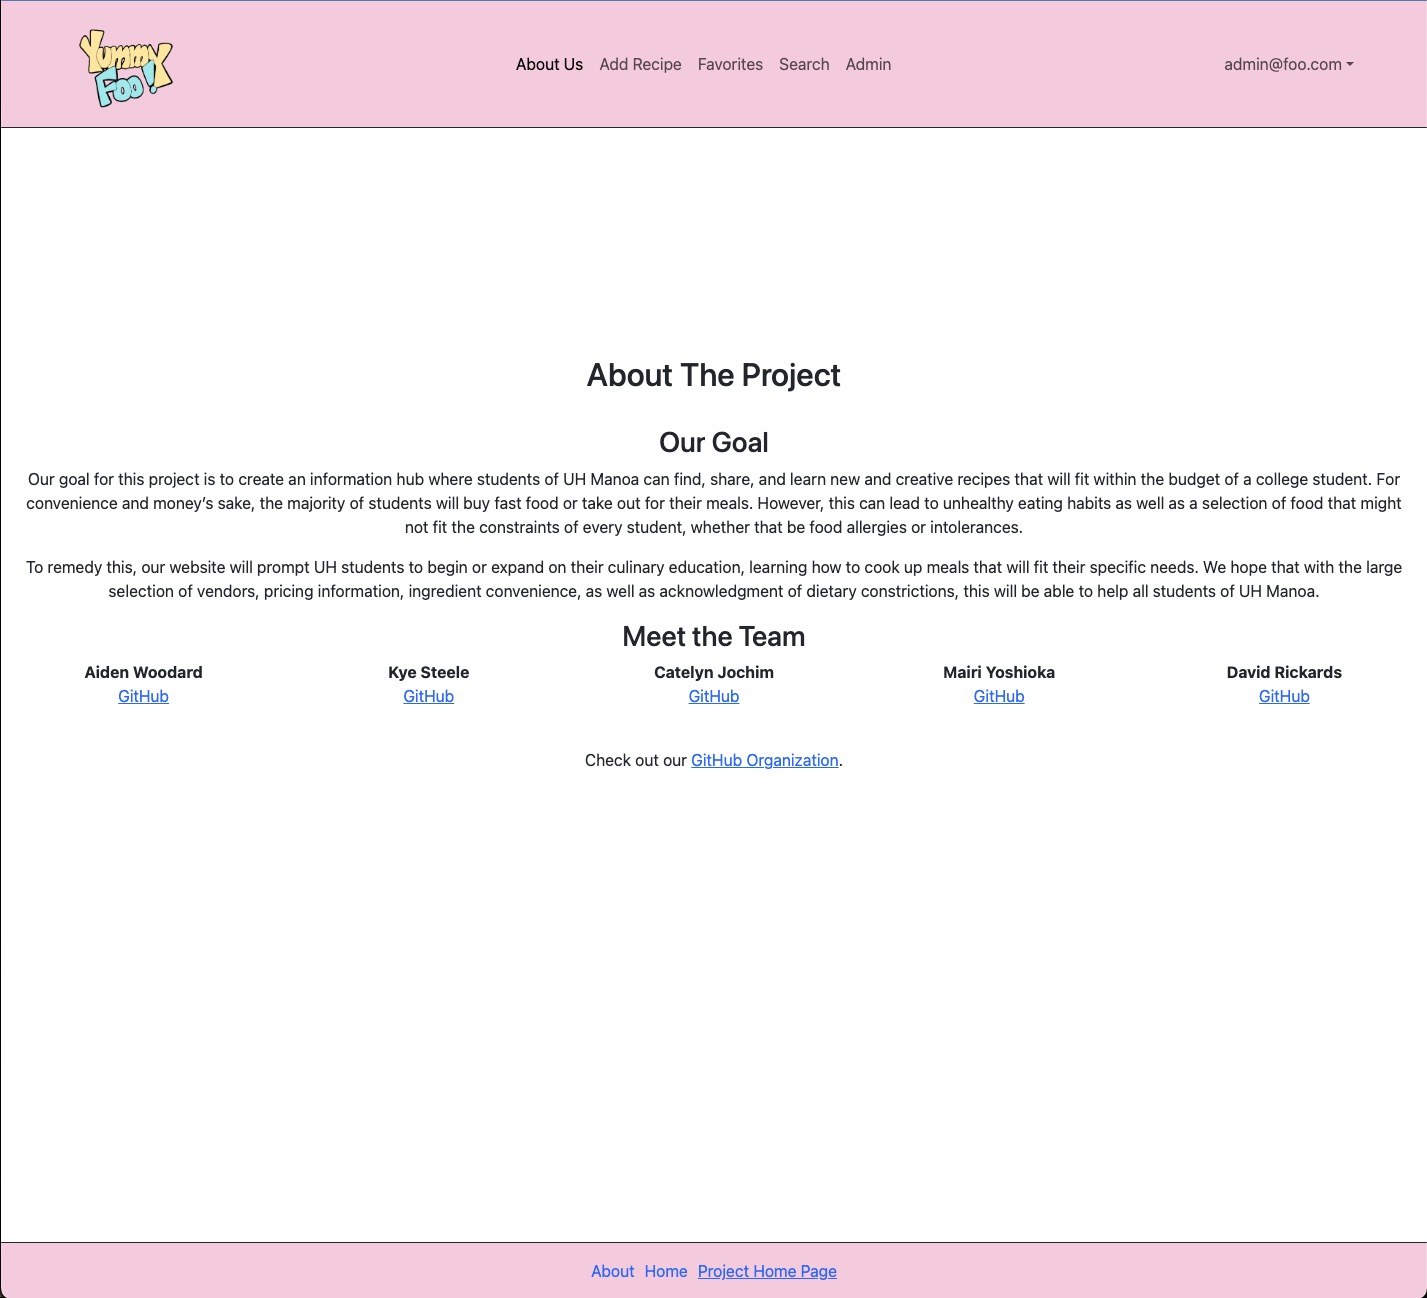 Yummy
Foo!
About Us Add Recipe Favorites Search Admin
admin@foo.com
About The Project
Our Goal
Our goal for this project is to create an information hub where students of UH Manoa can find, share, and learn new and creative recipes that will fit within the budget of a college student. For
convenience and money’s sake, the majority of students will buy fast food or take out for their meals. However, this can lead to unhealthy eating habits as well as a selection of food that might
not fit the constraints of every student, whether that be food allergies or intolerances.
To remedy this, our website will prompt UH students to begin or expand on their culinary education, learning how to cook up meals that will fit their specific needs. We hope that with the large
selection of vendors, pricing information, ingredient convenience, as well as acknowledgment of dietary constrictions, this will be able to help all students of UH Manoa.
Meet the Team
Aiden Woodard Kye Steele Catelyn Jochim Mairi Yoshioka David Rickards
GitHub GitHub GitHub GitHub GitHub
Check out our GitHub Organization.
About Home Project Home Page